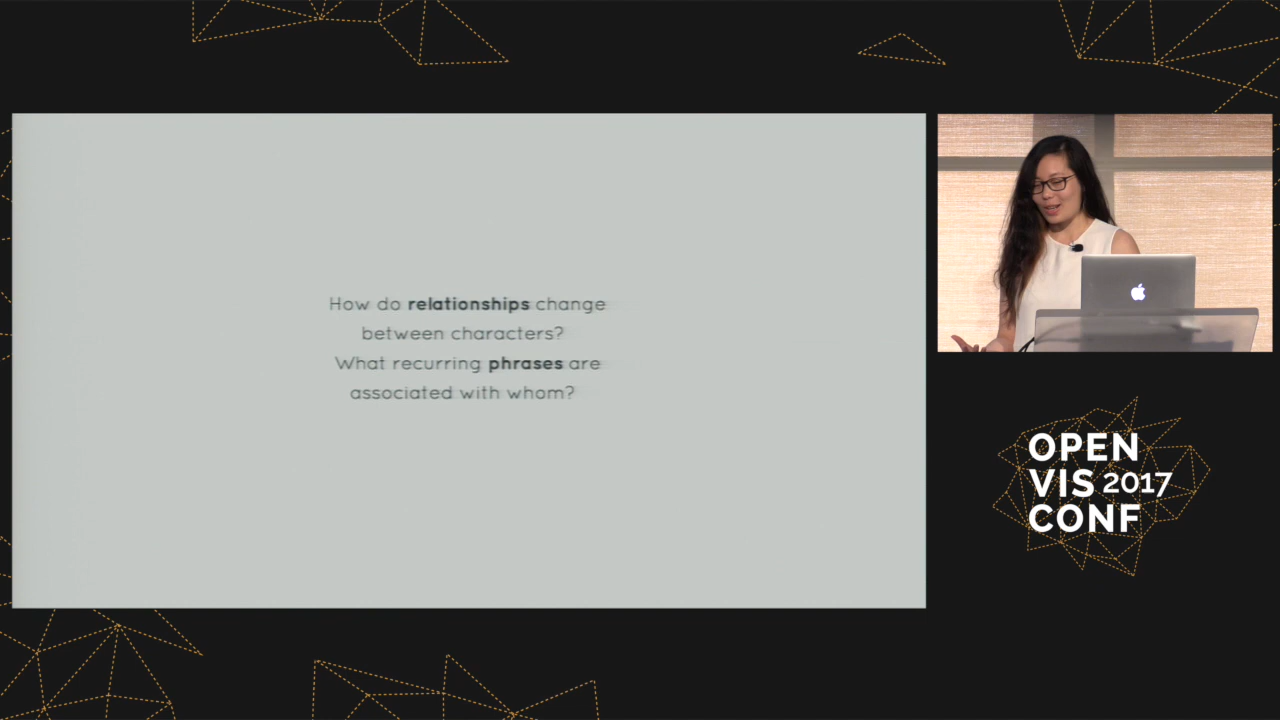 How do relationships change
between characters?
What recurring phrases are
associated with whom?
OPEN
VIS 2017
CONF